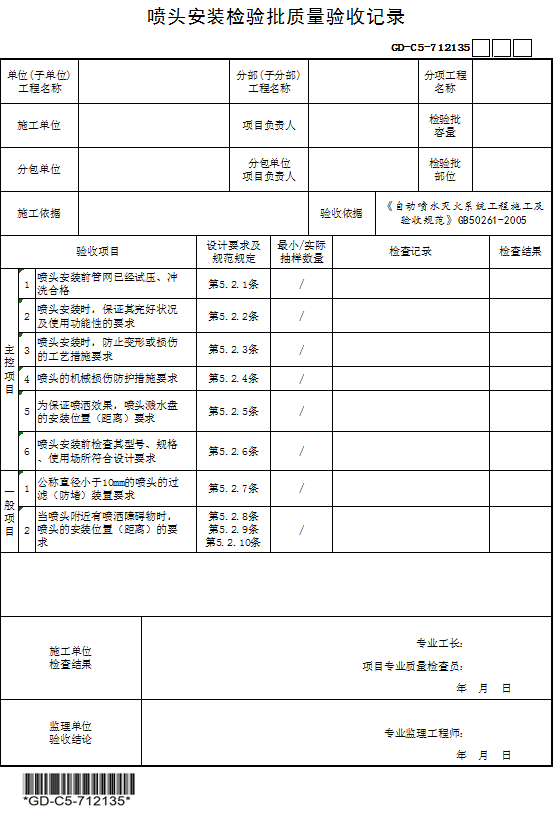 喷头安装检验批质量验收记录
GD-C5-712135
单位(子单位)
工程名称
分部(子分部)
工程名称
分项工程
名称
施工单位
项目负责人
检验批
容量
分包单位
分包单位
项目负责人
检验批
部位
施工依据
验收依据
《自动喷水灭火系统工程施工及
验收规范》GB50261-2005
验收项目
设计要求及
规范规定
最小/实际
抽样数量
检查记录
检查结果
主控项目
1
喷头安装前管网已经试压、冲
洗合格
第5.2.1条
/
2
喷头安装时，保证其完好状况
及使用功能性的要求
第5.2.2条
/
3
喷头安装时，防止变形或损伤
的工艺措施要求
第5.2.3条
/
4
喷头的机械损伤防护措施要求
第5.2.4条
/
5
为保证喷洒效果，喷头溅水盘
的安装位置（距离）要求
第5.2.5条
/
6
喷头安装前检查其型号、规格
、使用场所符合设计要求
第5.2.6条
/
一般项目
1
公称直径小于10mm的喷头的过
滤（防堵）装置要求
第5.2.7条
/
2
当喷头附近有喷洒障碍物时，
喷头的安装位置（距离）的要
求
第5.2.8条
第5.2.9条
第5.2.10条
/
施工单位
检查结果
专业工长：
项目专业质量检查员：
年 月 日
监理单位
验收结论
专业监理工程师：
年 月 日
*GD-C5-712135*